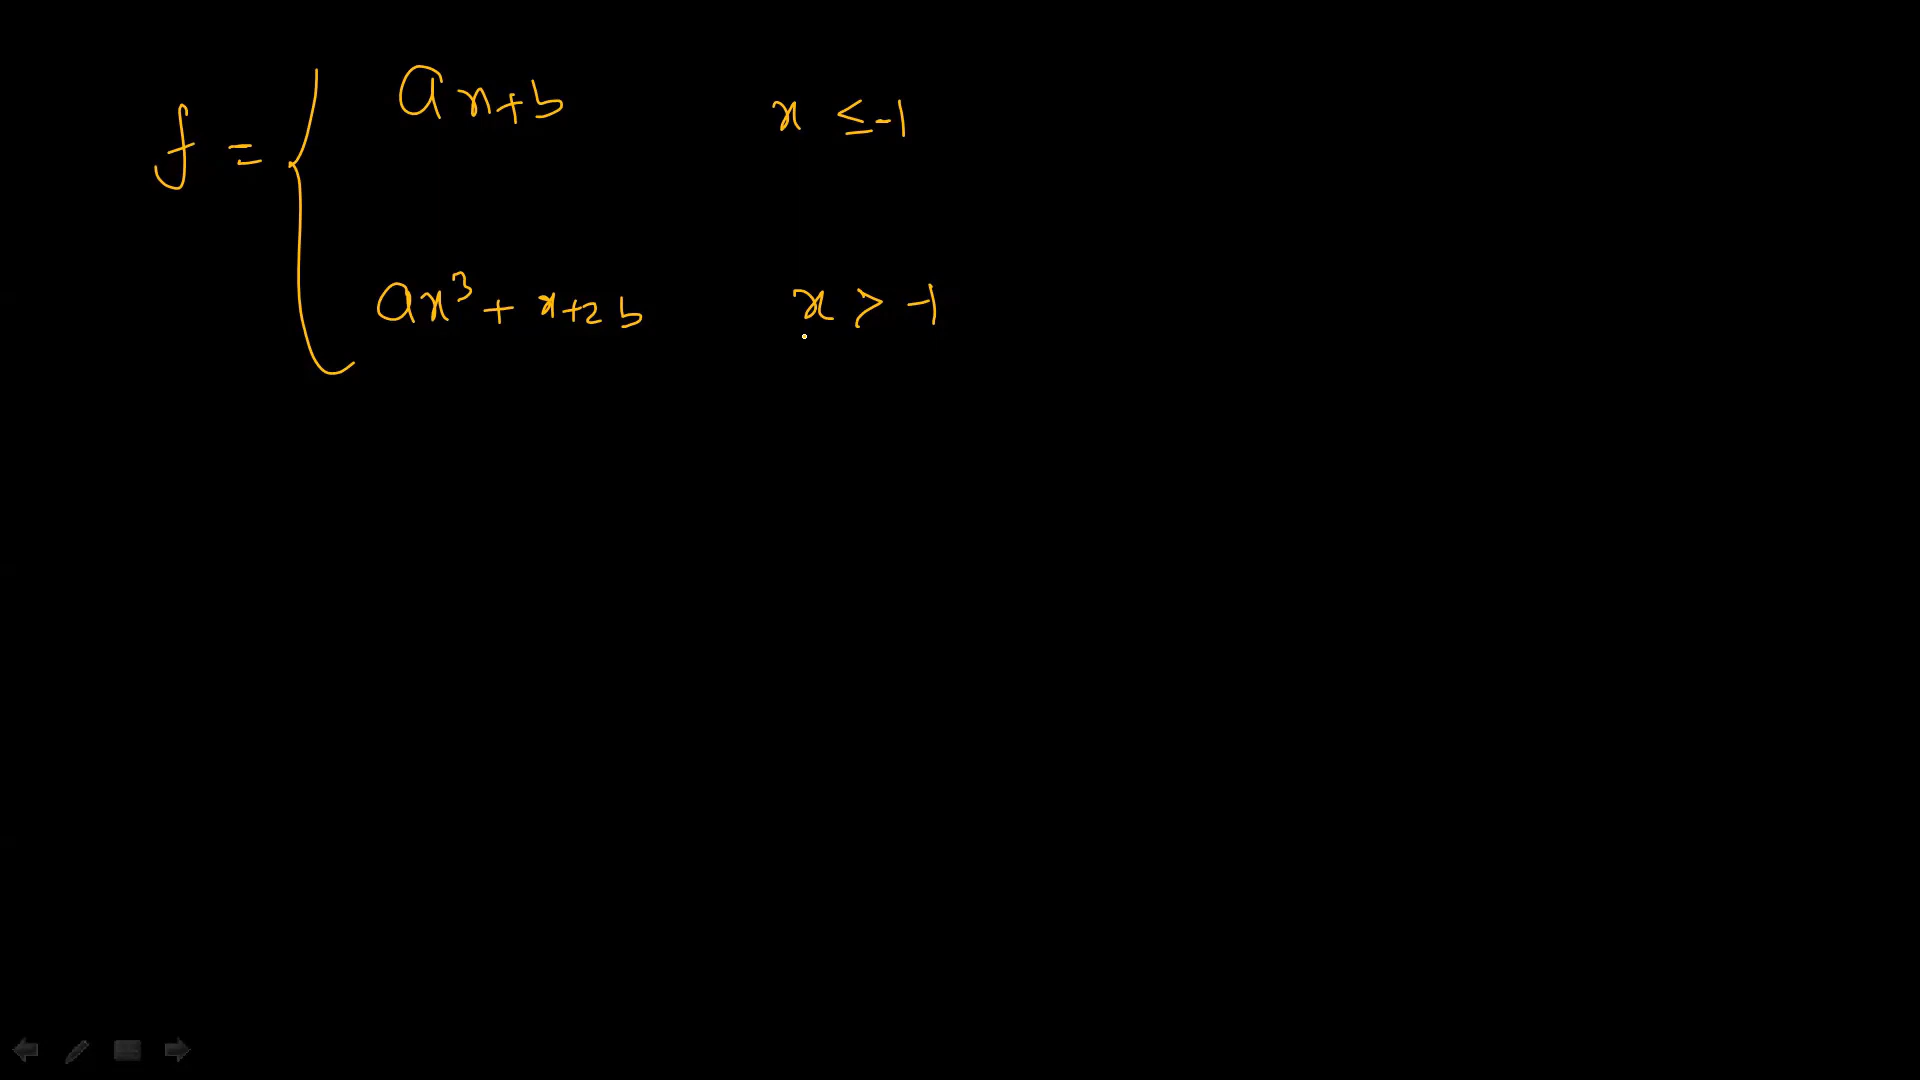 f = { ax+b x ≤ -1
ax³ + x+2b x > -1